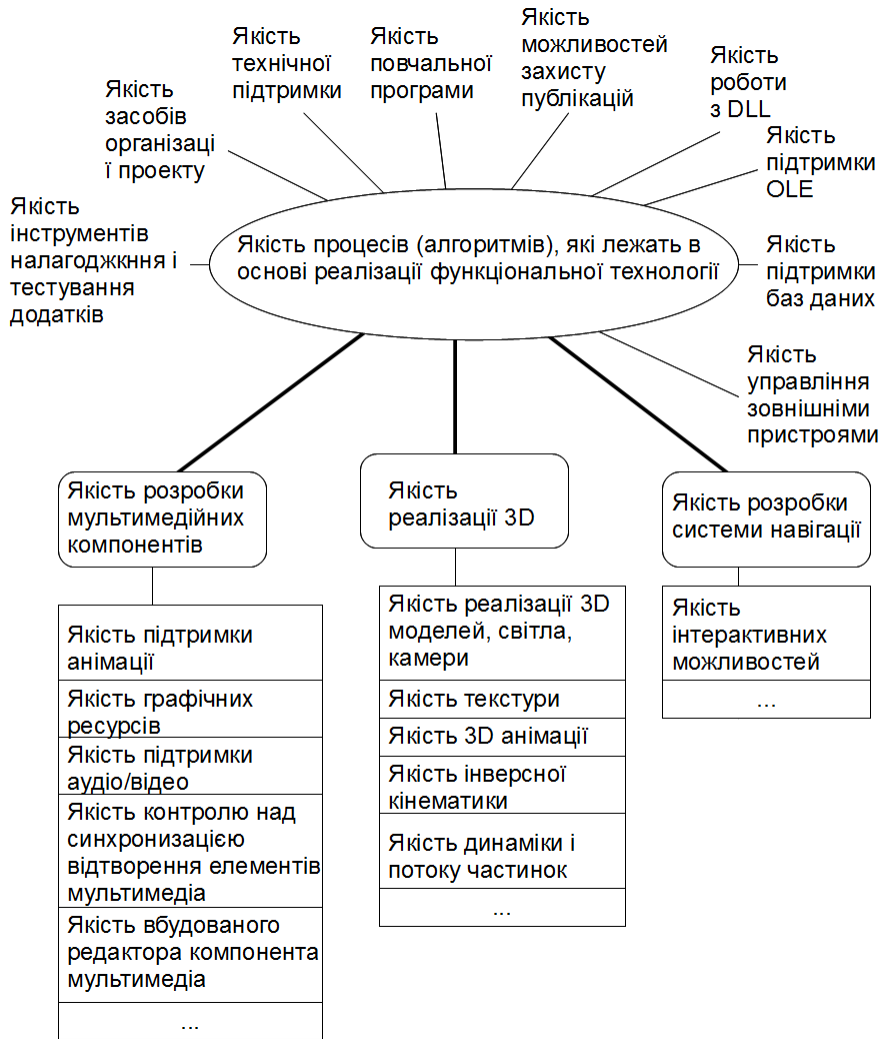 Якість
технічної
підтримки
Якість
повчальної
програми
Якість
можливостей
захисту
публікацій
Якість
роботи
з DLL
Якість
засобів
організаці
ї проекту
Якість
підтримки
OLE
Якість
інструментів
налагоджкння і
тестування
додатків
Якість процесів (алгоритмів), які лежать в
основі реалізації функціональної технології
Якість
підтримки
баз даних
Якість
управління
зовнішніми
пристроями
Якість розробки
мультимедійних
компонентів
Якість
реалізації 3D
Якість розробки
системи навігації
Якість підтримки
анімації
Якість графічних
ресурсів
Якість підтримки
аудіо/відео
Якість контролю над
синхронизацією
відтворення елементів
мультимедіа
Якість вбудованого
редактора компонента
мультимедіа
...
Якість реалізації 3D
моделей, світла,
камери
Якість текстури
Якість 3D анімації
Якість інверсної
кінематики
Якість динаміки і
потоку частинок
...
Якість
інтерактивних
можливостей
...